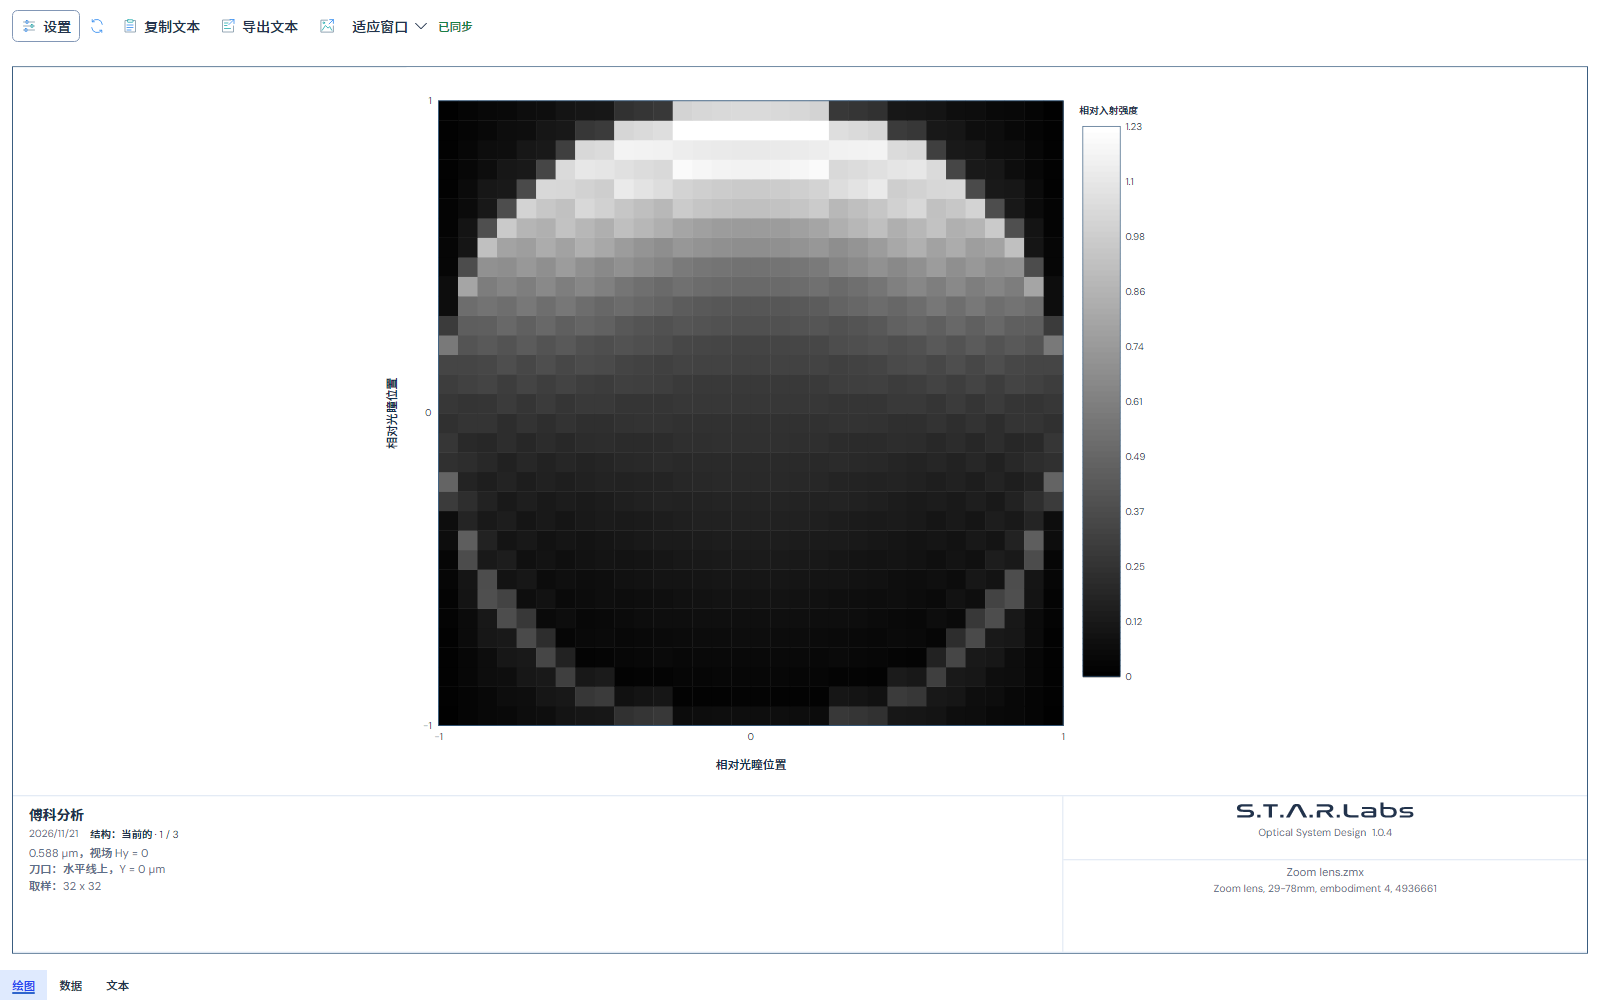 设置
复制文本
导出文本
适应窗口
已同步
相对入射强度
1
0
-1
相对光瞳位置
-1
0
1
相对光瞳位置
1.23
1.1
0.98
0.86
0.74
0.61
0.49
0.37
0.25
0.12
0
傅科分析
2026/11/21 结构：当前的 · 1 / 3
0.588 μm，视场 Hy = 0
刀口：水平线上，Y = 0 μm
取样：32 x 32
S.T.A.R.Labs
Optical System Design 1.0.4
Zoom lens.zmx
Zoom lens, 29-78mm, embodiment 4, 4936661
绘图
数据
文本